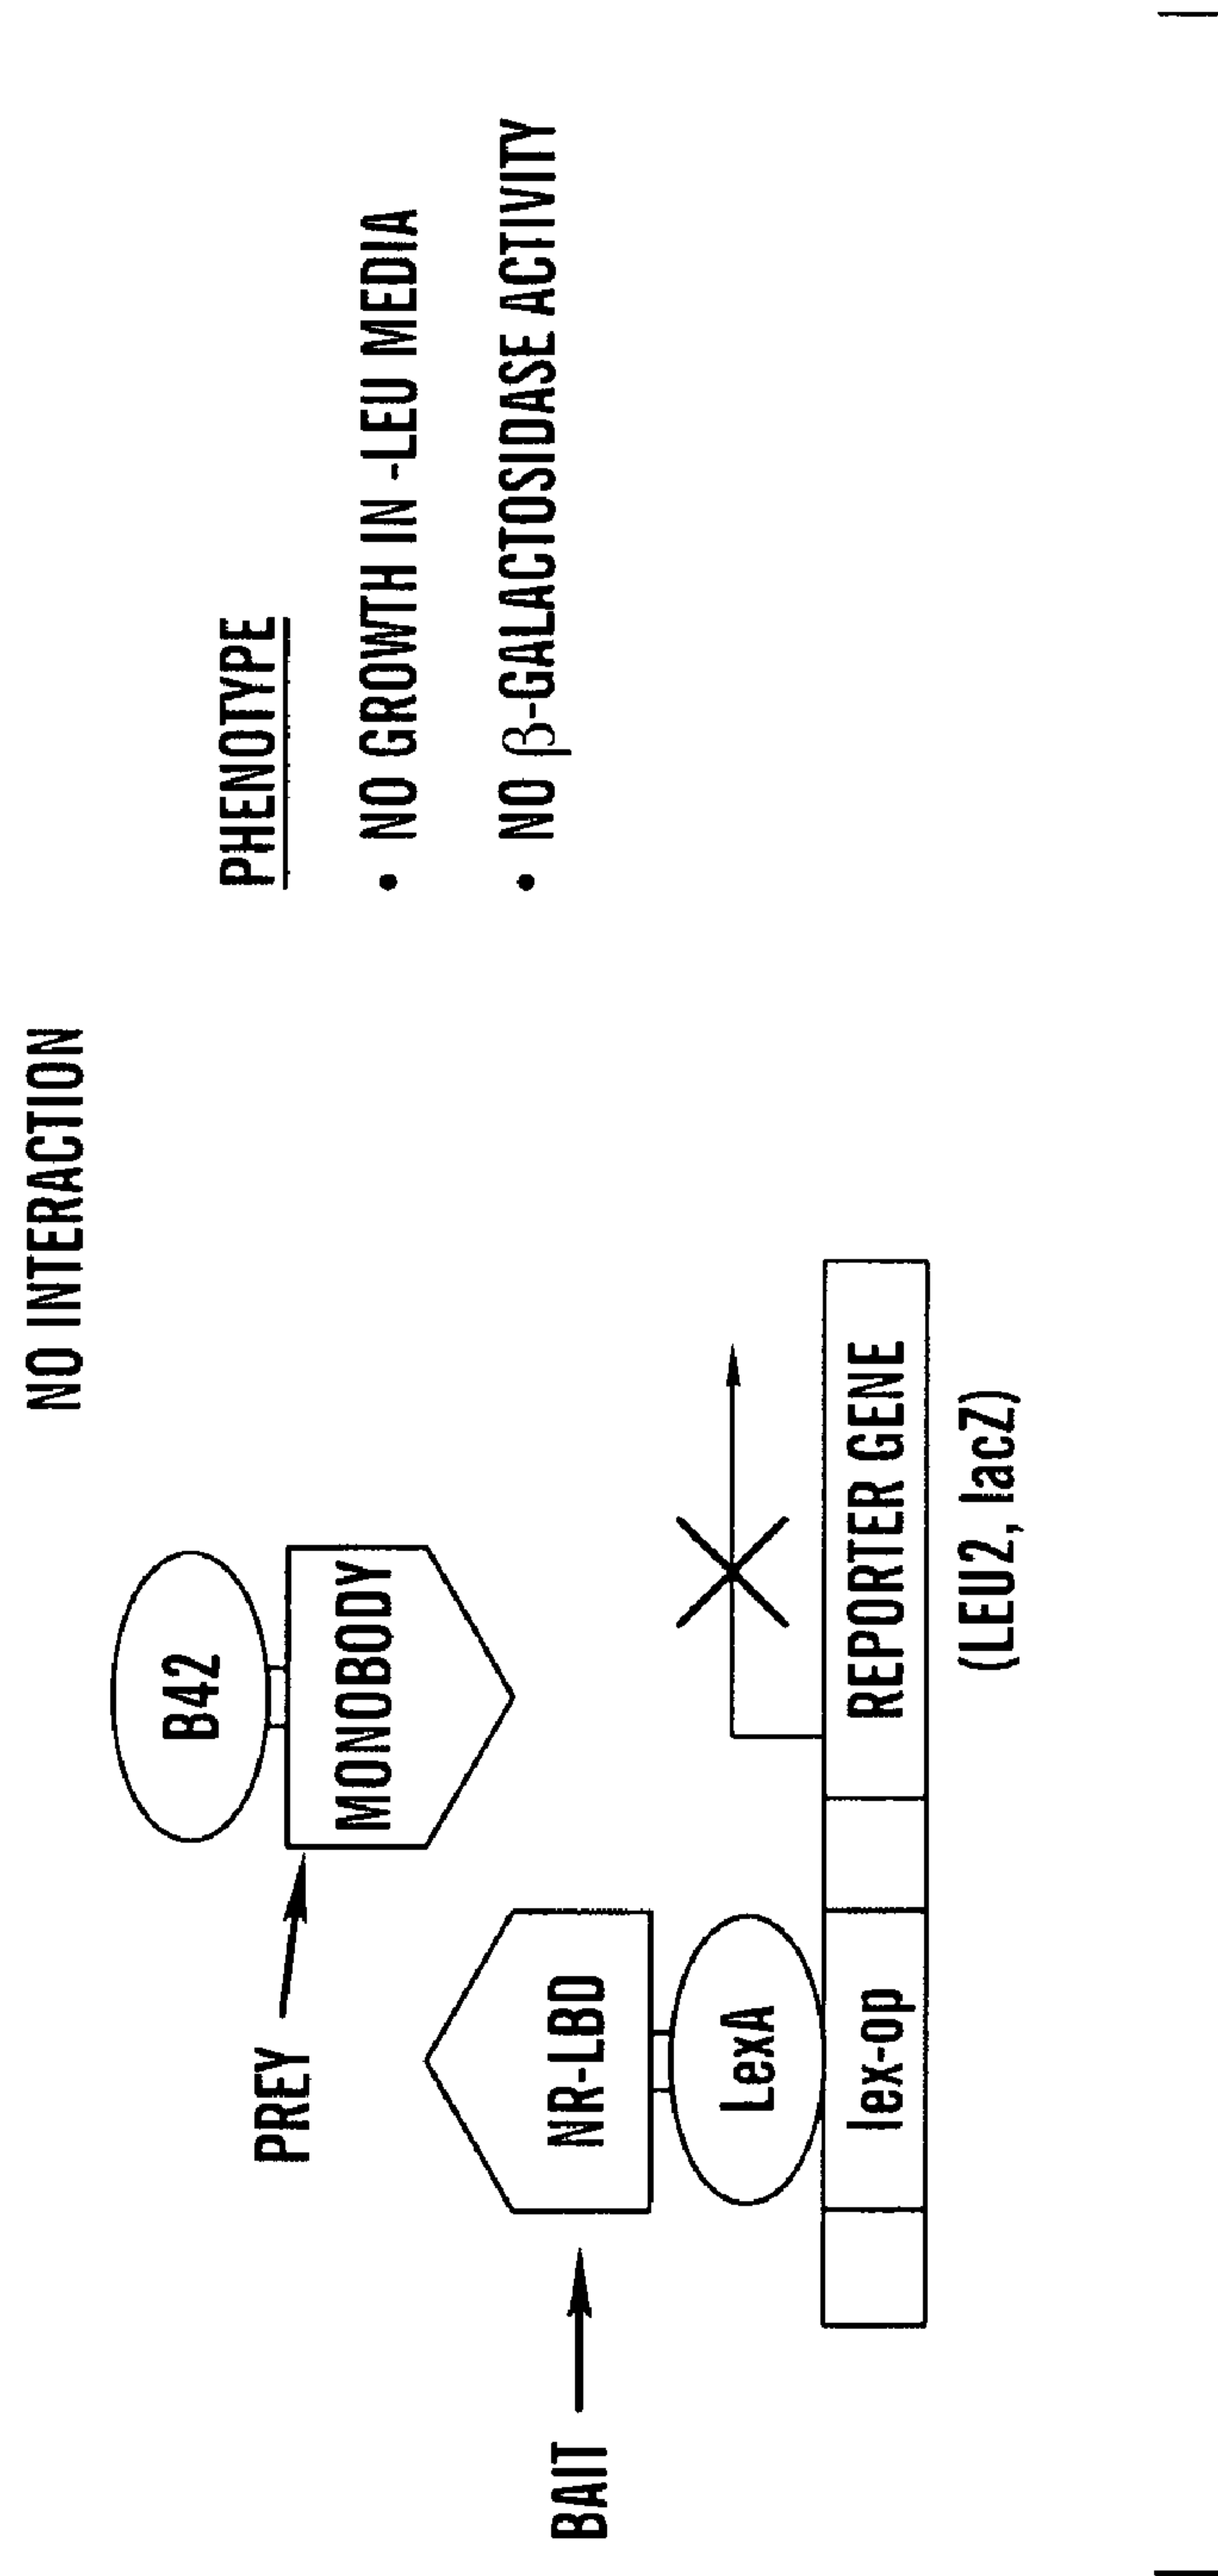 NO INTERACTION
B42
PREY
MONOBODY
PHENOTYPE
• NO GROWTH IN -LEU MEDIA
• NO β-GALACTOSIDASE ACTIVITY
BAIT
NR-LBD
LexA
lex-op
REPORTER GENE
(LEU2, lacZ)